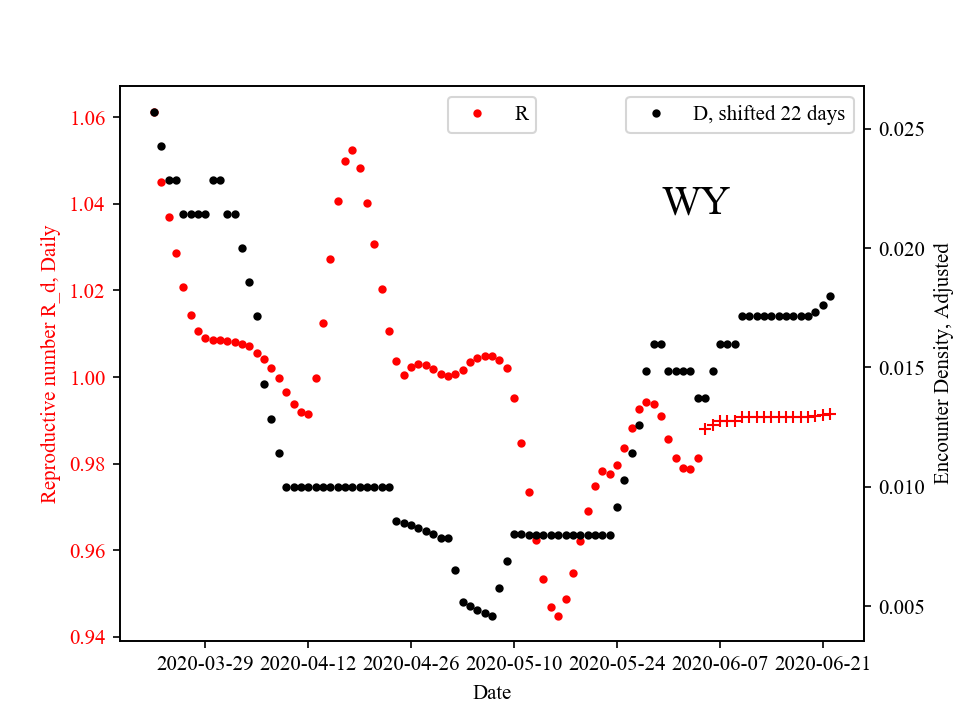 R
D, shifted 22 days
WY
1.06
1.04
1.02
1.00
0.98
0.96
0.94
Reproductive number R_d, Daily
0.025
0.020
0.015
0.010
0.005
Encounter Density, Adjusted
2020-03-29 2020-04-12 2020-04-26 2020-05-10 2020-05-24 2020-06-07 2020-06-21
Date